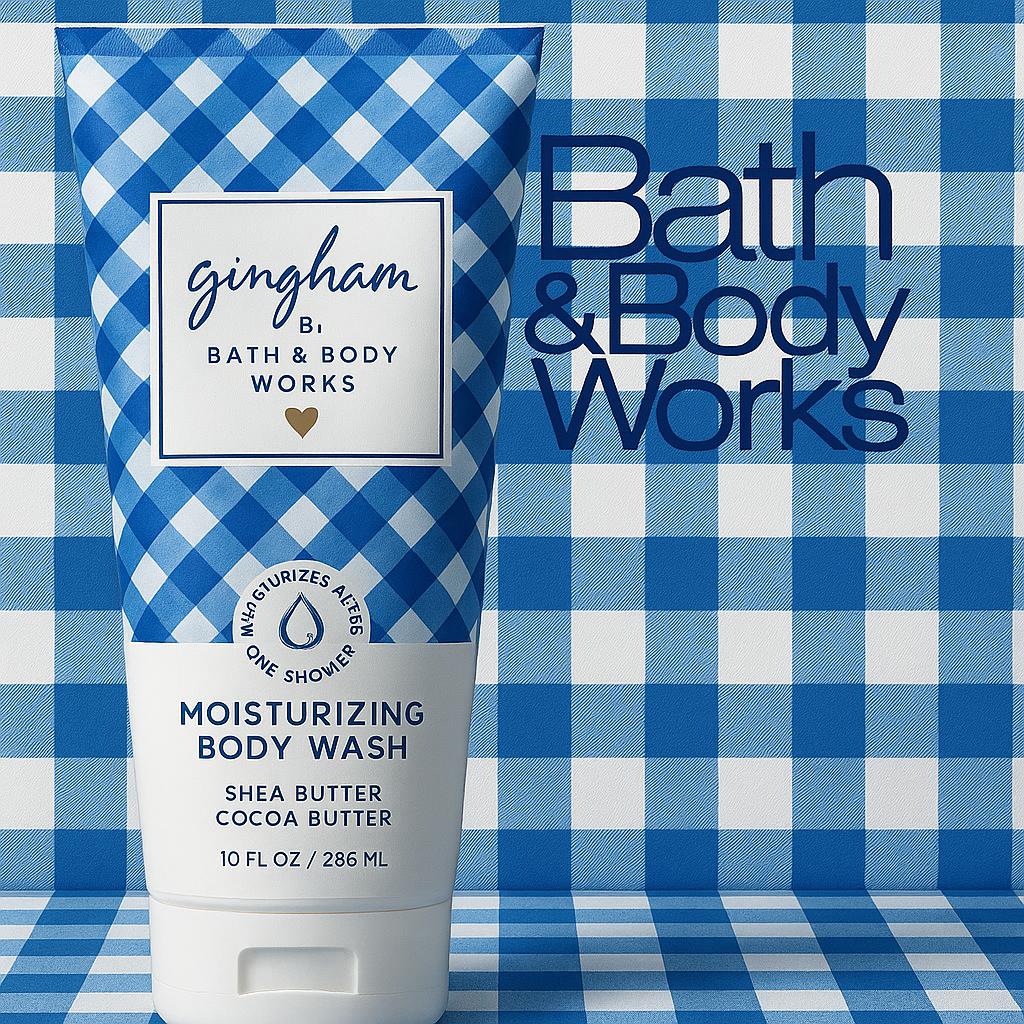 gingham
Bı
BATH & BODY
WORKS
ONE SHOWER
MOISTURIZING
BODY WASH
SHEA BUTTER
COCOA BUTTER
10 FL OZ / 286 ML
Bath
&Body
Works